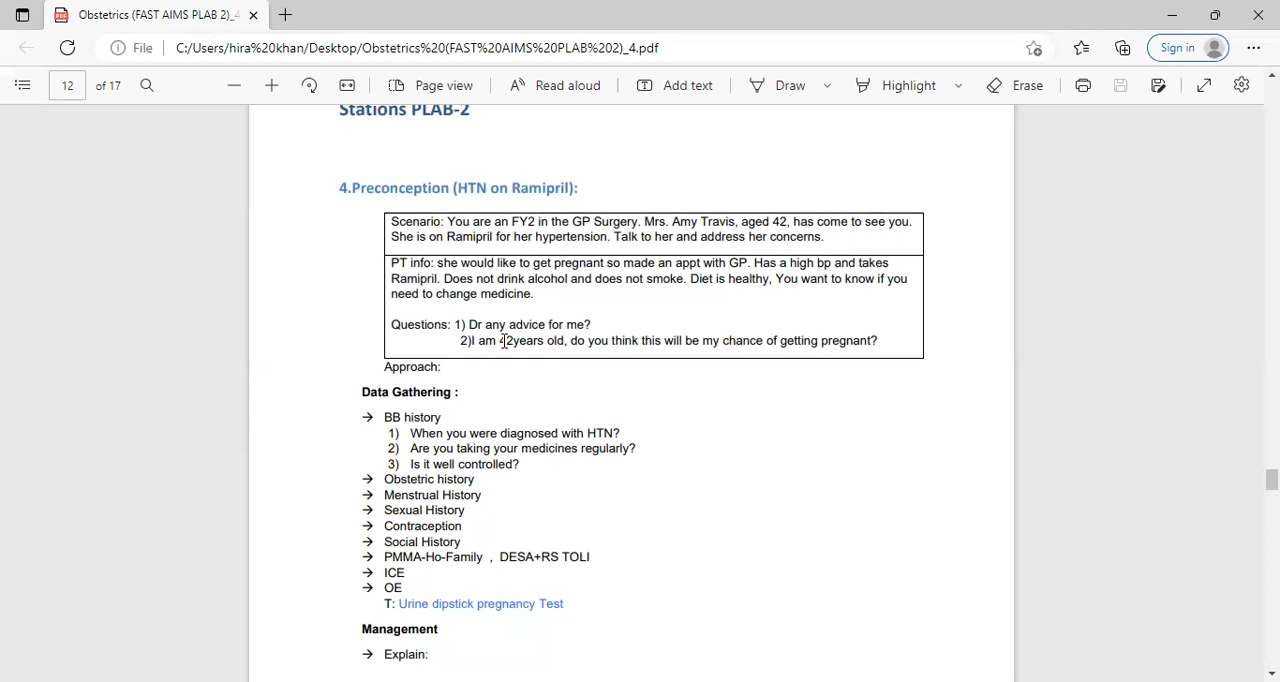 Obstetrics (FAST AIMS PLAB 2)_4
File
C:/Users/hira%20khan/Desktop/Obstetrics%20(FAST%20AIMS%20PLAB%202)_4.pdf
Sign in
12 of 17
Page view
Read aloud
Add text
Draw
Highlight
Erase
Stations PLAB-2
4.Preconception (HTN on Ramipril):
Scenario: You are an FY2 in the GP Surgery. Mrs. Amy Travis, aged 42, has come to see you.
She is on Ramipril for her hypertension. Talk to her and address her concerns.
PT info: she would like to get pregnant so made an appt with GP. Has a high bp and takes
Ramipril. Does not drink alcohol and does not smoke. Diet is healthy, You want to know if you
need to change medicine.
Questions: 1) Dr any advice for me?
2)I am 42years old, do you think this will be my chance of getting pregnant?
Approach:
Data Gathering :
→ BB history
1) When you were diagnosed with HTN?
2) Are you taking your medicines regularly?
3) Is it well controlled?
→ Obstetric history
→ Menstrual History
→ Sexual History
→ Contraception
→ Social History
→ PMMA-Ho-Family , DESA+RS TOLI
→ ICE
→ OE
T: Urine dipstick pregnancy Test
Management
→ Explain: